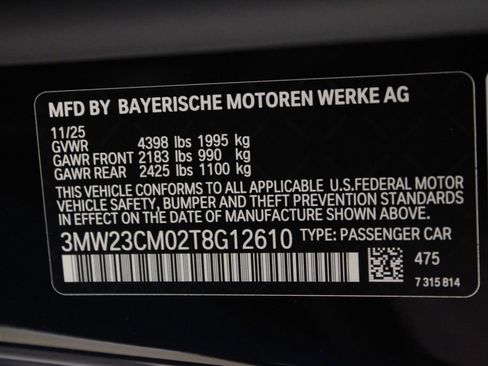 MFD BY BAYERISCHE MOTOREN WERKE AG
11/25
GVWR 4398 lbs 1995 kg
GAWR FRONT 2183 lbs 990 kg
GAWR REAR 2425 lbs 1100 kg
THIS VEHICLE CONFORMS TO ALL APPLICABLE U.S.FEDERAL MOTOR
VEHICLE SAFETY, BUMPER AND THEFT PREVENTION STANDARDS
IN EFFECT ON THE DATE OF MANUFACTURE SHOWN ABOVE.
3MW23CM02T8G12610 TYPE: PASSENGER CAR
475
7 315 814